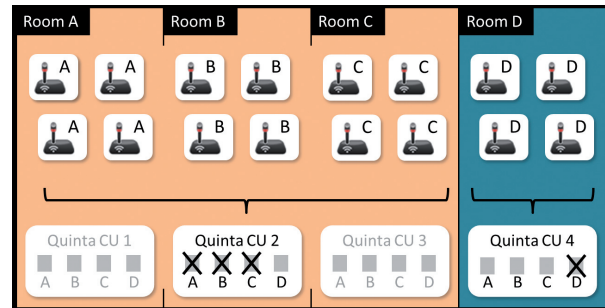 Room A
Room B
Room C
Room D
A A B B C C D D
A A B B C C D D
Quinta CU 1
A B C D
Quinta CU 2
A B C D
Quinta CU 3
A B C D
Quinta CU 4
A B C D